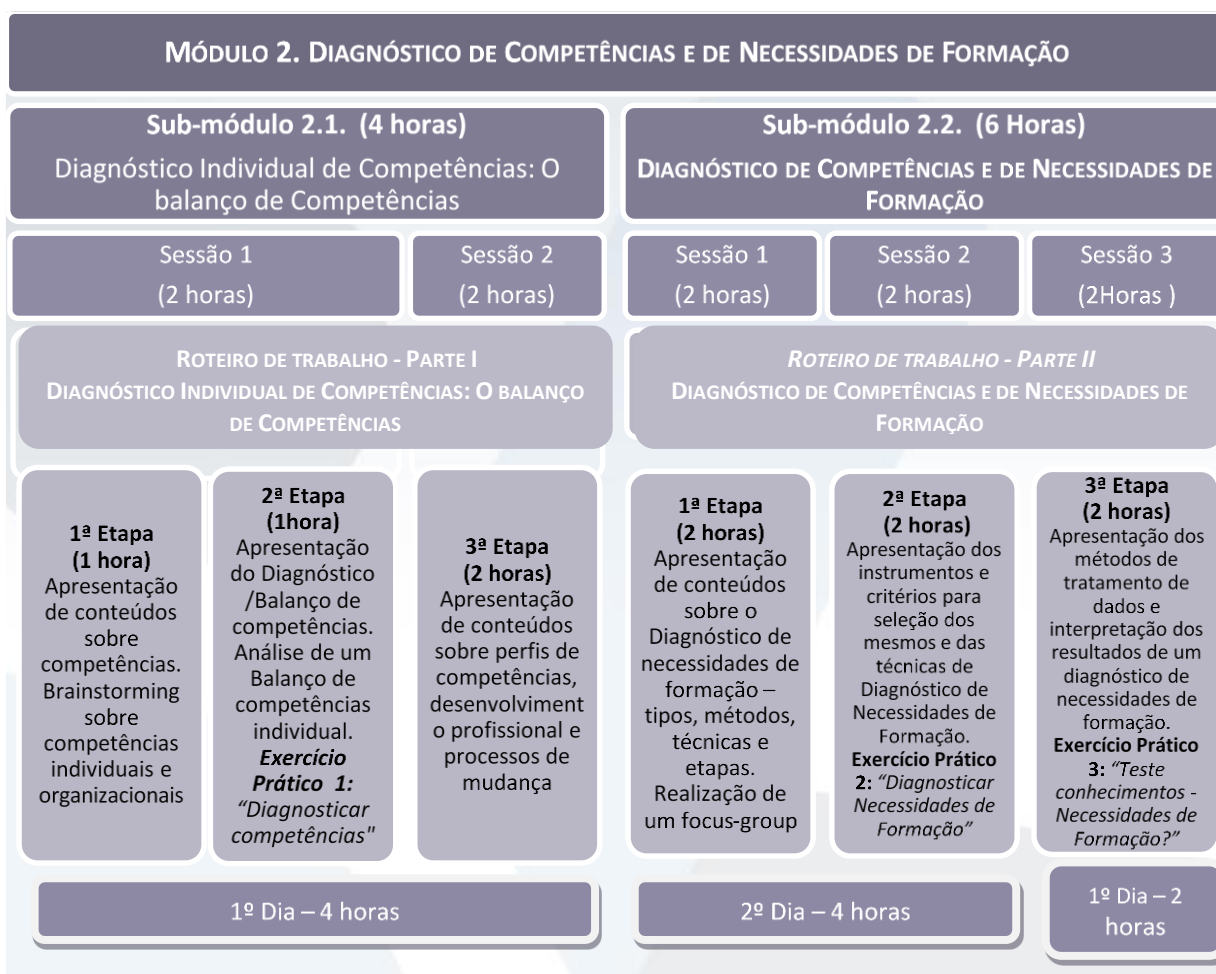 MÓDULO 2. DIAGNÓSTICO DE COMPETÊNCIAS E DE NECESSIDADES DE FORMAÇÃO
Sub-módulo 2.1. (4 horas)
Diagnóstico Individual de Competências: O
balanço de Competências
Sub-módulo 2.2. (6 Horas)
DIAGNÓSTICO DE COMPETÊNCIAS E DE NECESSIDADES DE
FORMAÇÃO
Sessão 1
(2 horas)
Sessão 2
(2 horas)
Sessão 1
(2 horas)
Sessão 2
(2 horas)
Sessão 3
(2Horas )
ROTEIRO DE TRABALHO - PARTE I
DIAGNÓSTICO INDIVIDUAL DE COMPETÊNCIAS: O BALANÇO
DE COMPETÊNCIAS
ROTEIRO DE TRABALHO - PARTE II
DIAGNÓSTICO DE COMPETÊNCIAS E DE NECESSIDADES DE
FORMAÇÃO
1ª Etapa
(1 hora)
Apresentação
de conteúdos
sobre
competências.
Brainstorming
sobre
competências
individuais e
organizacionais
2ª Etapa
(1hora)
Apresentação
do Diagnóstico
/Balanço de
competências.
Análise de um
Balanço de
competências
individual.
Exercício
Prático 1:
“Diagnosticar
competências"
3ª Etapa
(2 horas)
Apresentação
de conteúdos
sobre perfis de
competências,
desenvolviment
o profissional e
processos de
mudança
1ª Etapa
(2 horas)
Apresentação
de conteúdos
sobre o
Diagnóstico de
necessidades de
formação –
tipos, métodos,
técnicas e
etapas.
Realização de
um focus-group
2ª Etapa
(2 horas)
Apresentação dos
instrumentos e
critérios para
seleção dos
mesmos e das
técnicas de
Diagnóstico de
Necessidades de
Formação.
Exercício Prático
2: “Diagnosticar
Necessidades de
Formação”
3ª Etapa
(2 horas)
Apresentação dos
métodos de
tratamento de
dados e
interpretação dos
resultados de um
diagnóstico de
necessidades de
formação.
Exercício Prático
3: “Teste
conhecimentos -
Necessidades de
Formação?”
1º Dia – 4 horas
2º Dia – 4 horas
1º Dia – 2
horas